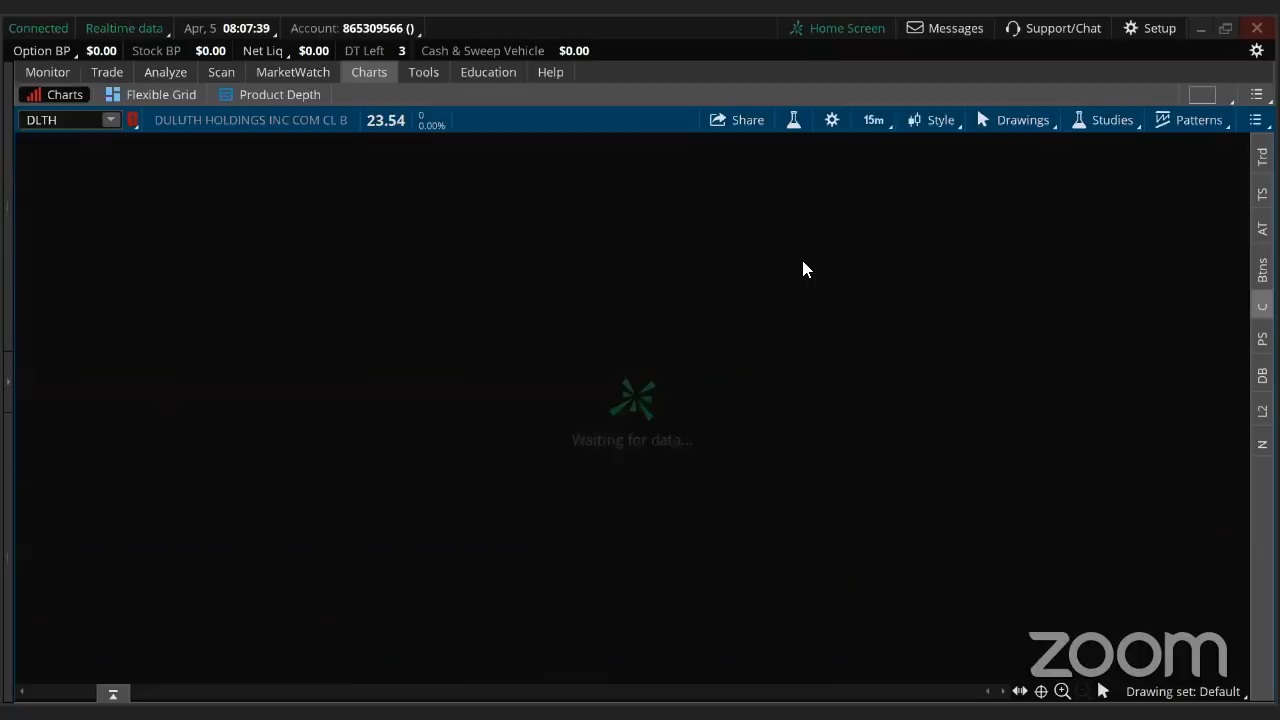 Connected Realtime data Apr, 5 08:07:39 Account: 865309566 () Home Screen Messages Support/Chat Setup
Option BP $0.00 Stock BP $0.00 Net Liq $0.00 DT Left 3 Cash & Sweep Vehicle $0.00
Monitor Trade Analyze Scan MarketWatch Charts Tools Education Help
Charts Flexible Grid Product Depth
DLTH DULUTH HOLDINGS INC COM CL B 23.54 0 Share 15m Style Drawings Studies Patterns
0.00%
Trd
TS
AT
Btns
C
PS
DB
L2
N
Waiting for data...
zoom
Drawing set: Default